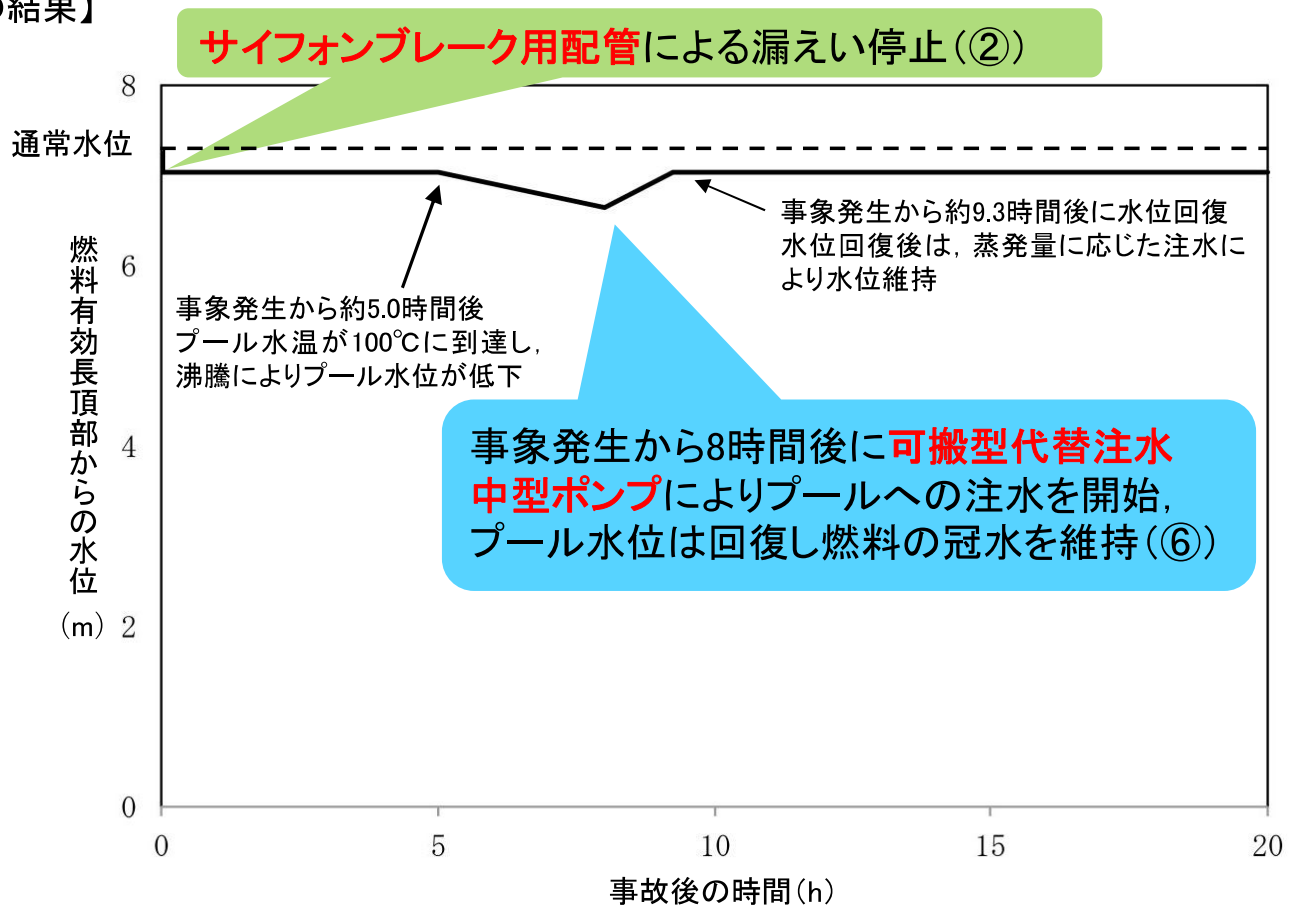 の結果】
サイフォンブレーク用配管による漏えい停止(②)
8
通常水位
事象発生から約9.3時間後に水位回復
水位回復後は，蒸発量に応じた注水に
より水位維持
6
事象発生から約5.0時間後
プール水温が100℃に到達し，
沸騰によりプール水位が低下
燃料有効長頂部からの水位
(m)
4
事象発生から8時間後に可搬型代替注水
中型ポンプによりプールへの注水を開始，
プール水位は回復し燃料の冠水を維持(⑥)
2
0
0 5 10 15 20
事故後の時間(h)